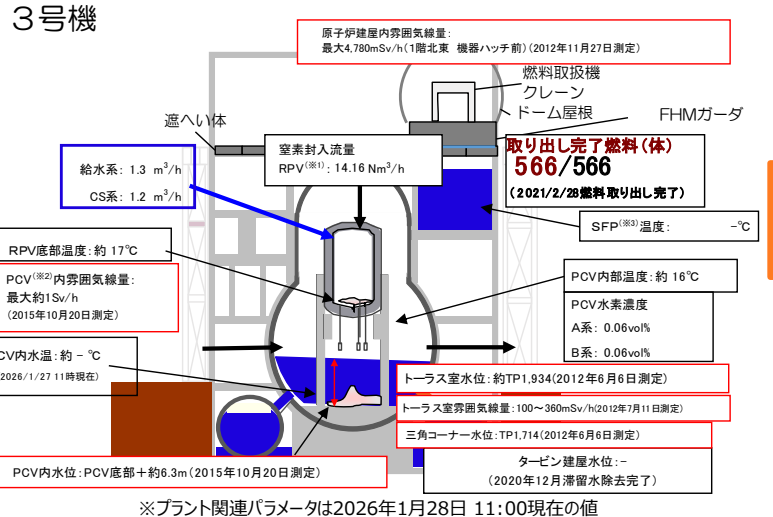 3号機
原子炉建屋内雰囲気線量:
最大4,780mSv/h(1階北東 機器ハッチ前)(2012年11月27日測定)
燃料取扱機
クレーン
ドーム屋根
FHMガーダ
遮へい体
窒素封入流量
RPV(※1): 14.16 Nm3/h
給水系: 1.3 m3/h
CS系: 1.2 m3/h
取り出し完了燃料(体)
566/566
(2021/2/28燃料取り出し完了)
SFP(※3)温度: -℃
RPV底部温度:約 17℃
PCV(※2)内雰囲気線量:
最大約1Sv/h
(2015年10月20日測定)
PCV内部温度:約 16℃
PCV水素濃度
A系: 0.06vol%
B系: 0.06vol%
CV内水温:約 - ℃
2026/1/27 11時現在)
トーラス室水位:約TP1,934(2012年6月6日測定)
トーラス室雰囲気線量:100~360mSv/h(2012年7月11日測定)
三角コーナー水位:TP1,714(2012年6月6日測定)
PCV内水位:PCV底部+約6.3m(2015年10月20日測定)
タービン建屋水位:-
(2020年12月滞留水除去完了)
※プラント関連パラメータは2026年1月28日 11:00現在の値